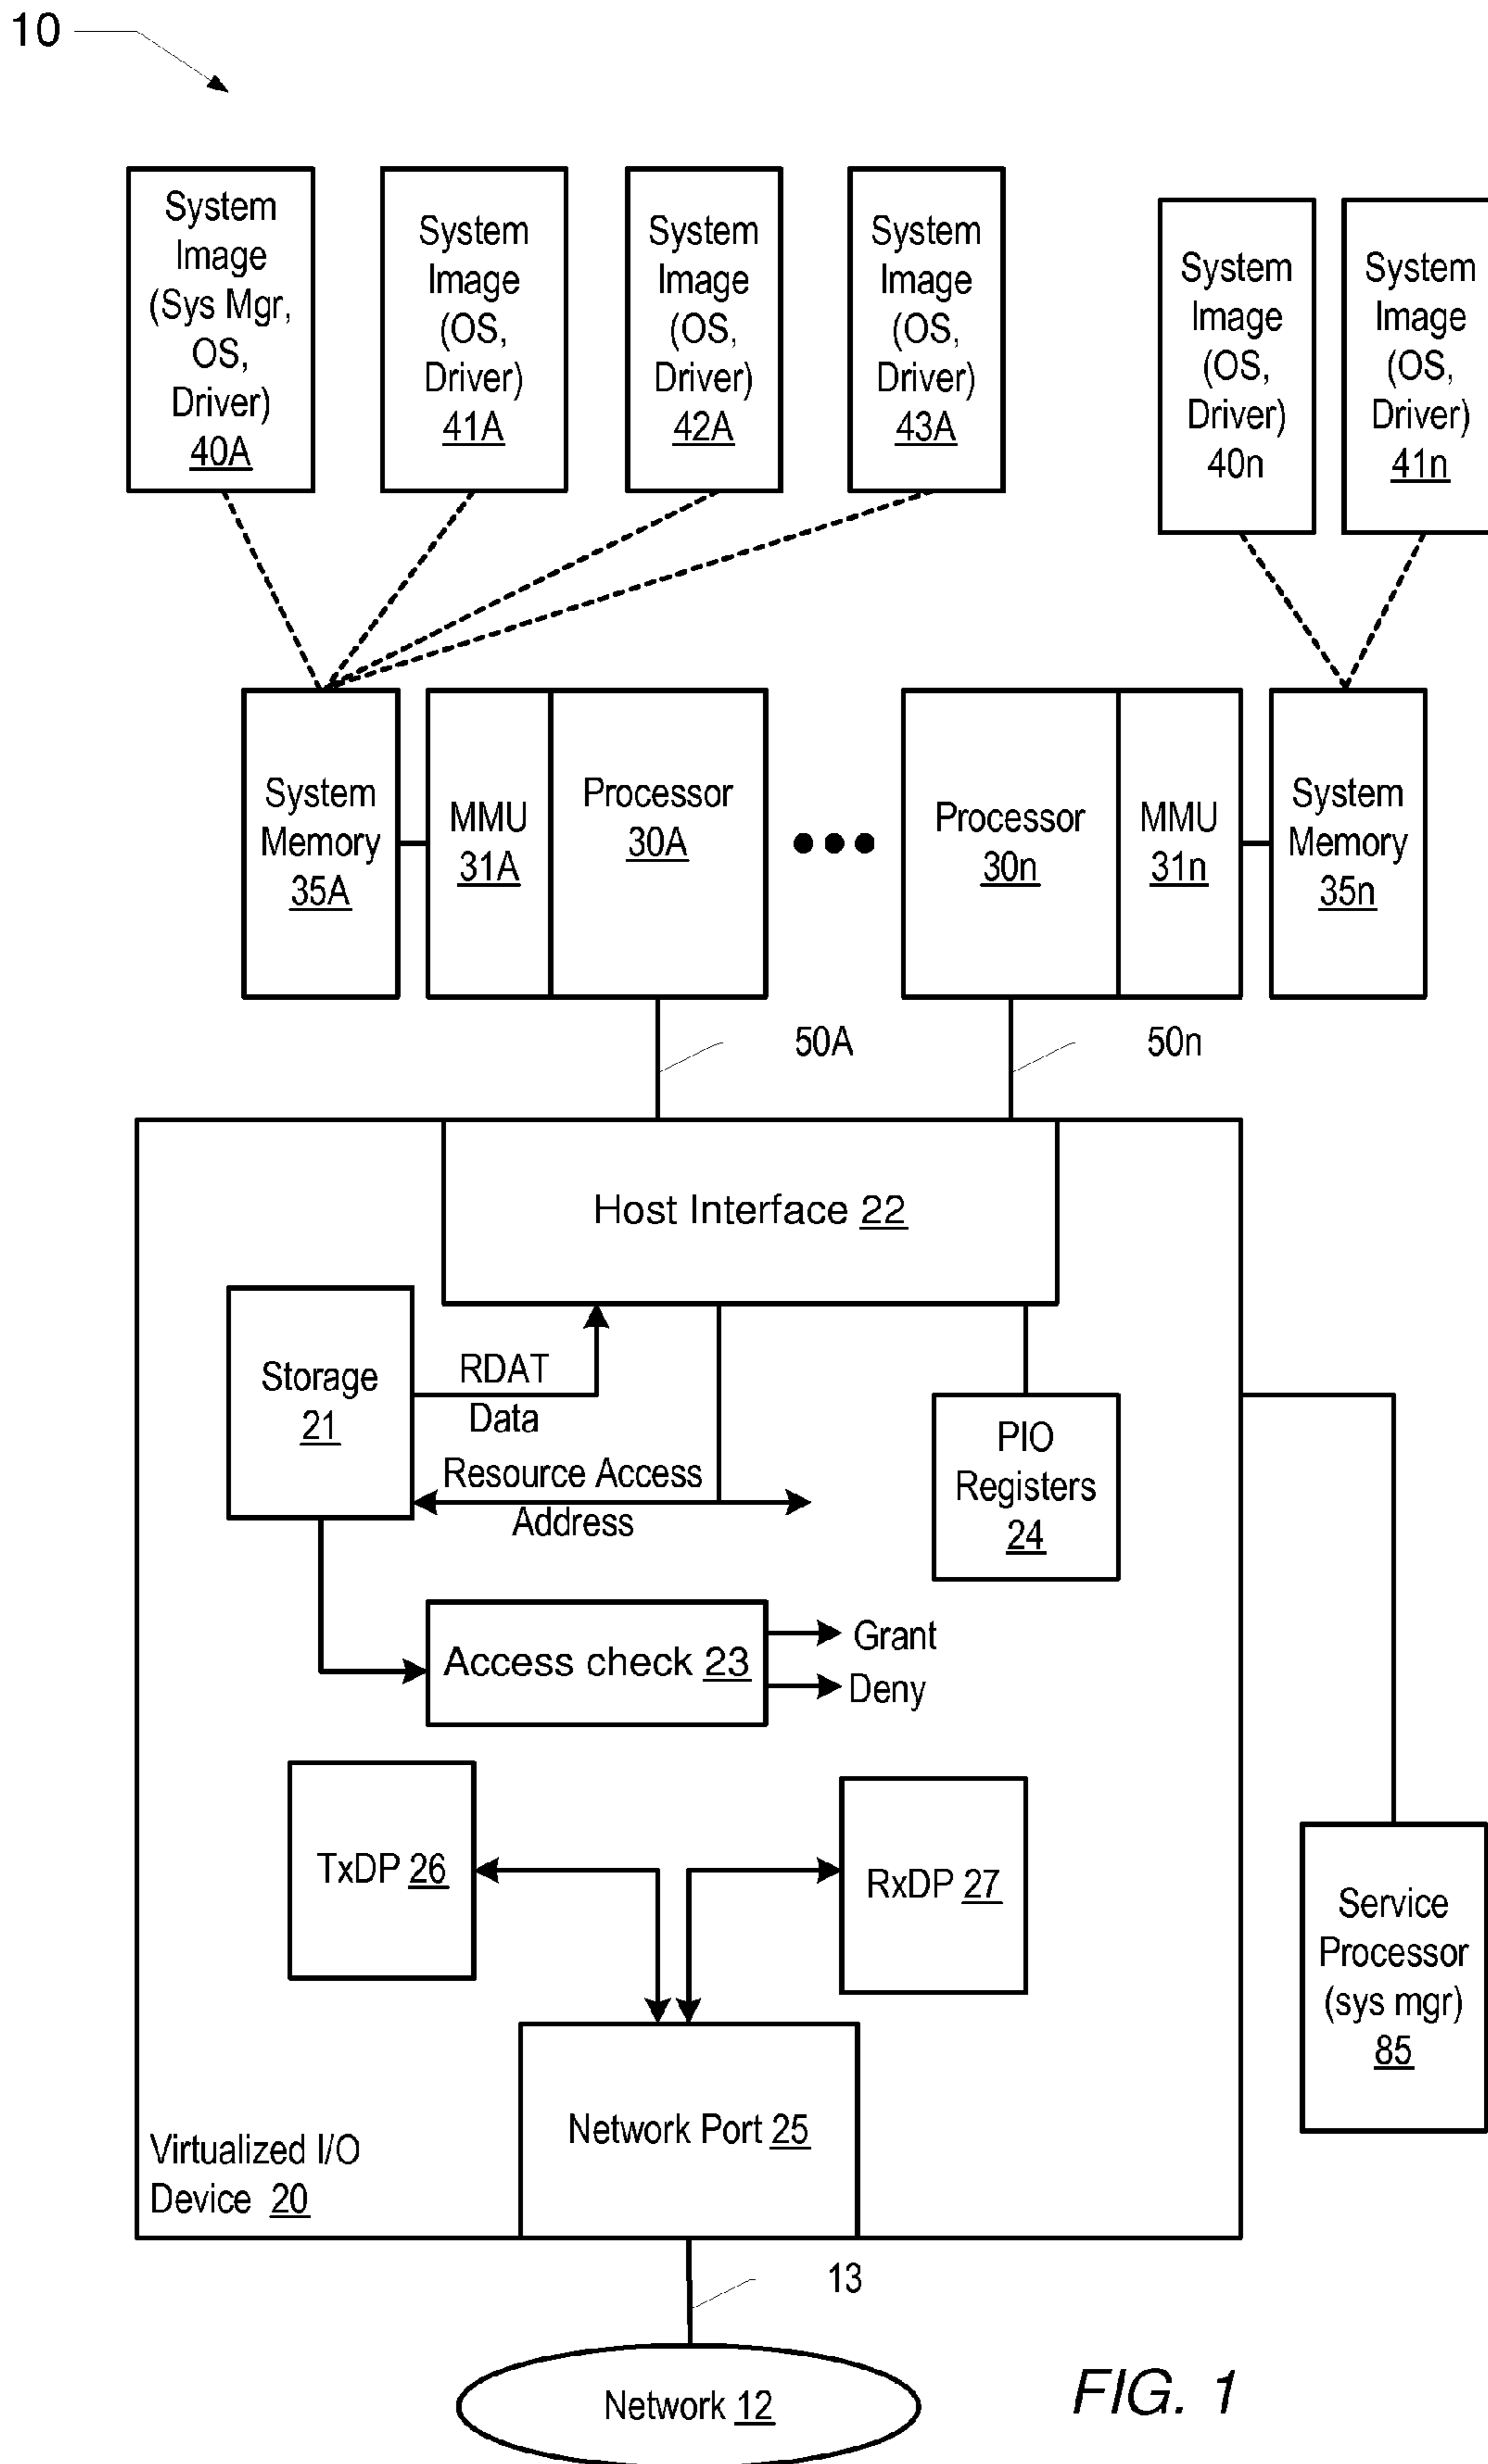 10
System
Image
(Sys Mgr,
OS,
Driver)
40A
System
Image
(OS,
Driver)
41A
System
Image
(OS,
Driver)
42A
System
Image
(OS,
Driver)
43A
System
Image
(OS,
Driver)
40n
System
Image
(OS,
Driver)
41n
System
Memory
35A
MMU
31A
Processor
30A
Processor
30n
MMU
31n
System
Memory
35n
50A
50n
Host Interface 22
Storage
21
RDAT
Data
Resource Access
Address
PIO
Registers
24
Access check 23
Grant
Deny
TxDP 26
RxDP 27
Service
Processor
(sys mgr)
85
Network Port 25
Virtualized I/O
Device 20
13
Network 12
FIG. 1